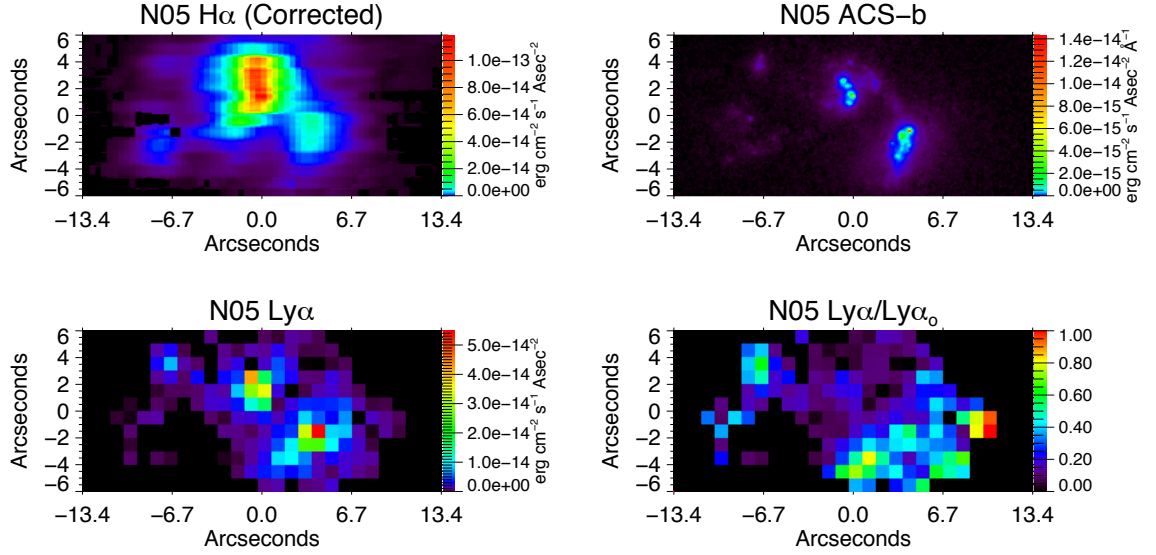 N05 Hα (Corrected)
6
4
2
0
−2
−4
−6
Arcseconds
−13.4 −6.7 0.0 6.7 13.4
Arcseconds
1.0e−13
8.0e−14
6.0e−14
4.0e−14
2.0e−14
0.0e+00
erg cm⁻² s⁻¹ Asec⁻²
N05 ACS−b
6
4
2
0
−2
−4
−6
Arcseconds
−13.4 −6.7 0.0 6.7 13.4
Arcseconds
1.4e−14
1.2e−14
1.0e−14
8.0e−15
6.0e−15
4.0e−15
2.0e−15
0.0e+00
erg cm⁻² s⁻¹ Asec⁻² Å⁻¹
N05 Lyα
6
4
2
0
−2
−4
−6
Arcseconds
−13.4 −6.7 0.0 6.7 13.4
Arcseconds
5.0e−14
4.0e−14
3.0e−14
2.0e−14
1.0e−14
0.0e+00
erg cm⁻² s⁻¹ Asec⁻²
N05 Lyα/Lyαₒ
6
4
2
0
−2
−4
−6
Arcseconds
−13.4 −6.7 0.0 6.7 13.4
Arcseconds
1.00
0.80
0.60
0.40
0.20
0.00